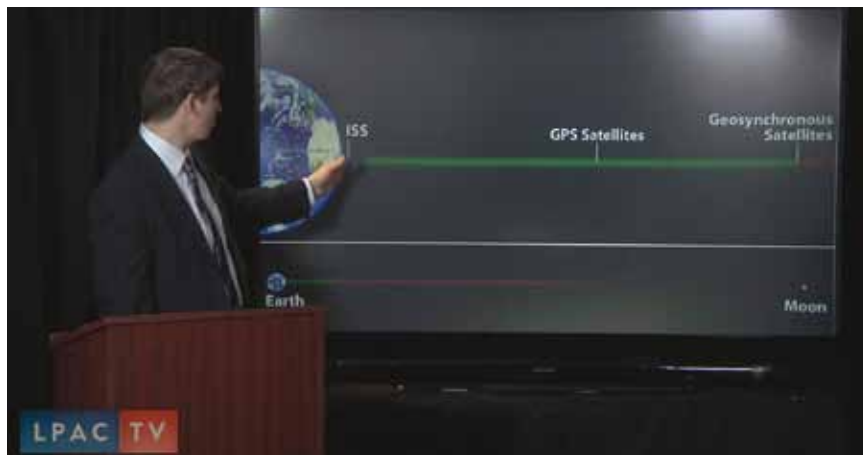 ISS
GPS Satellites
Geosynchronous
Satellites
Earth
Moon
LPAC TV